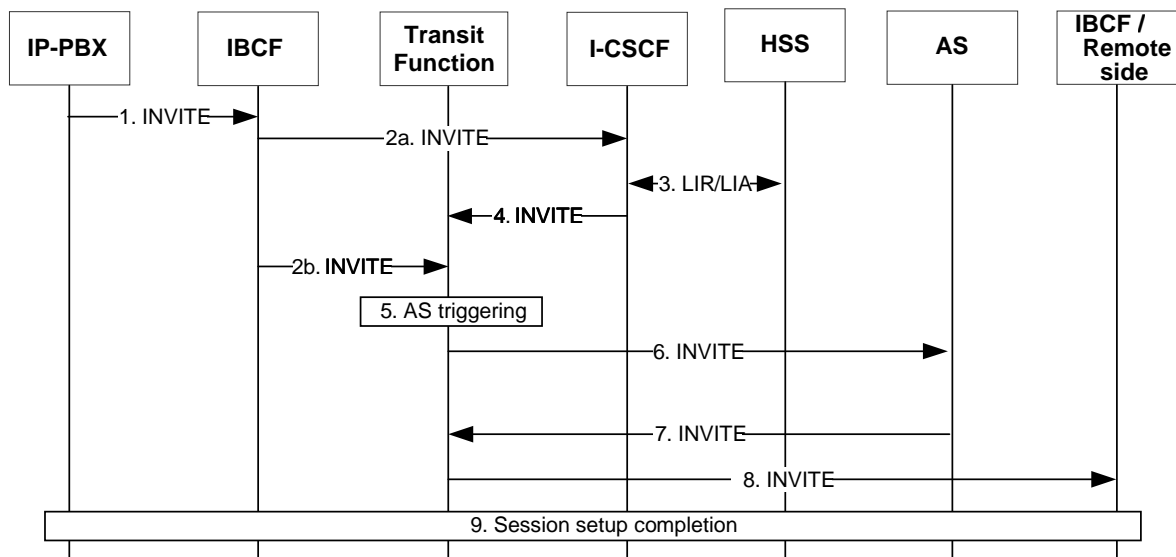 IP-PBX
IBCF
Transit
Function
I-CSCF
HSS
AS
IBCF /
Remote
side
1. INVITE
2a. INVITE
3. LIR/LIA
4. INVITE
2b. INVITE
5. AS triggering
6. INVITE
7. INVITE
8. INVITE
9. Session setup completion